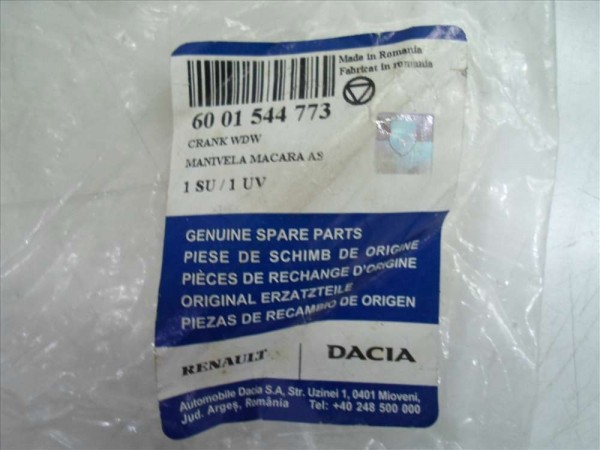 Made in Romania
Fabricat in romania
60 01 544 773
CRANK WDW
MANIVELA MACARA AS
1 SU / 1 UV
GENUINE SPARE PARTS
PIESE DE SCHIMB DE ORIGINE
PIÈCES DE RECHANGE D'ORIGINE
ORIGINAL ERZATZTEILE
PIEZAS DE RECAMBIO DE ORIGEN
RENAULT DACIA
Automobile Dacia S.A, Str. Uzinei 1, 0401 Mioveni,
Jud. Argeș, România Tel: +40 248 500 000